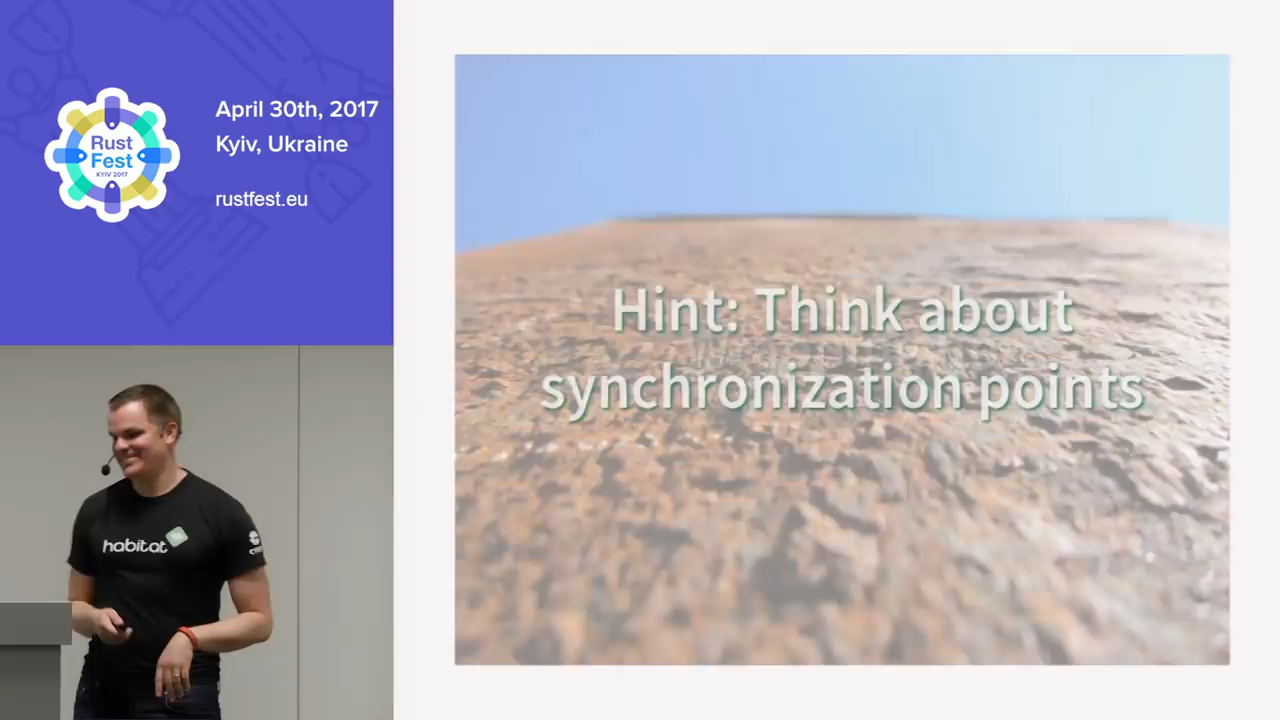 Rust
Fest
KYIV 2017
April 30th, 2017
Kyiv, Ukraine
rustfest.eu
Hint: Think about
synchronization points
habitat